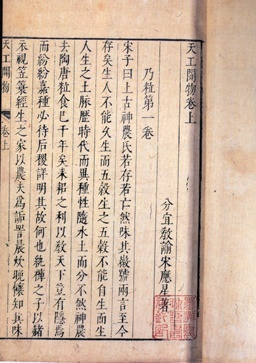 天工開物卷上
分宜教諭宋應星著
乃粒第一卷
宋子曰上古神農氏若存若亡然味其徽號兩言至今
存矣生人不能久生而五穀生之五穀不能自生而生
人生之土脈歷時代而異種性隨水土而分不然神農
去陶唐粒食已千年矣耒耜之利以教天下豈有隱焉
而紛紛嘉種必待后稷詳明其故何也紈褲之子以赭
衣視笠蓑經生之家以農夫為詬詈晨炊晚饟知其味
天工開物
卷上